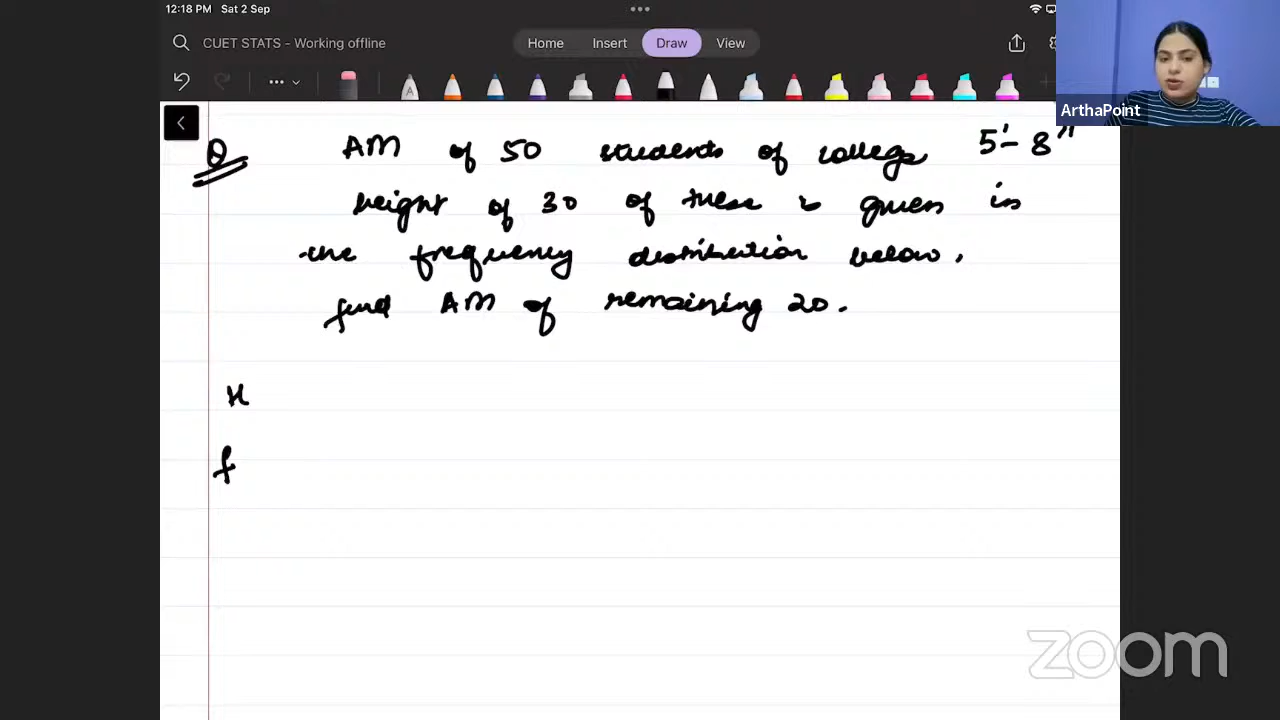 12:18 PM Sat 2 Sep
CUET STATS - Working offline
Home Insert Draw View
A
ArthaPoint
Q AM of 50 students of college 5'-8"
height of 30 of these is given in
the frequency distribution below.
find AM of remaining 20.
x
f
zoom